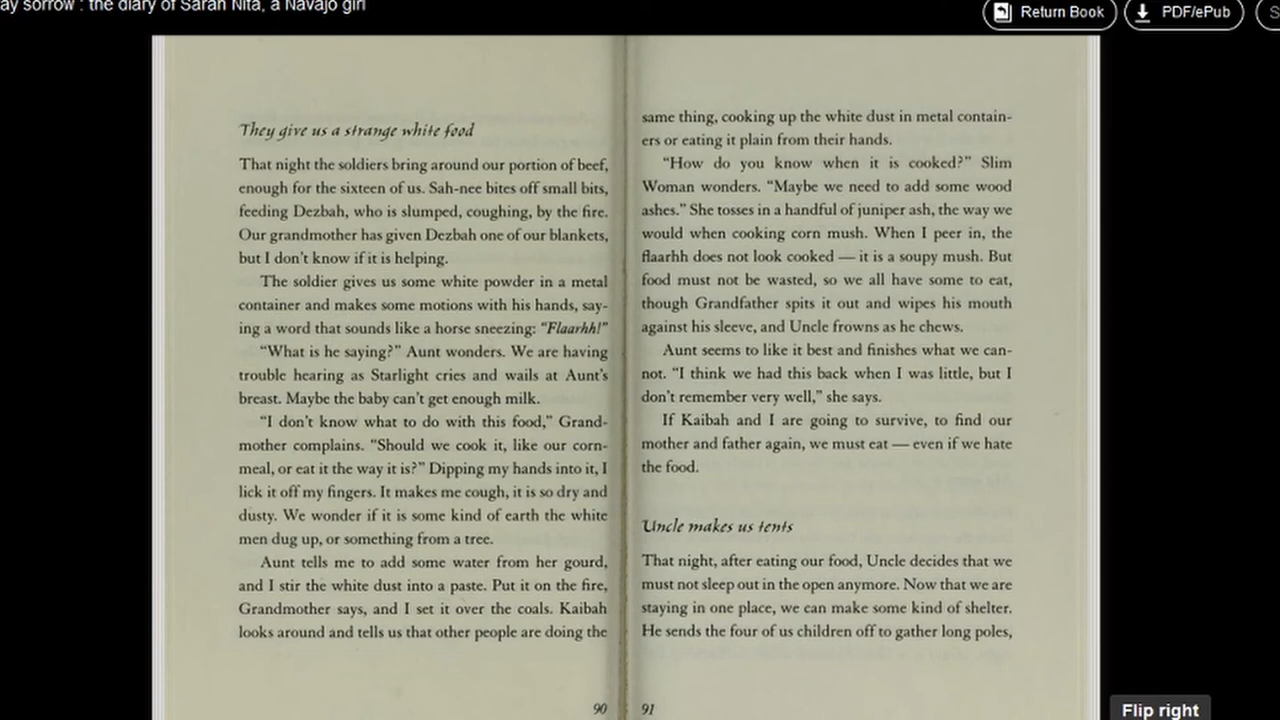 ay sorrow : the diary of Sarah Nita, a Navajo girl
Return Book
PDF/ePub
They give us a strange white food
That night the soldiers bring around our portion of beef,
enough for the sixteen of us. Sah-nee bites off small bits,
feeding Dezbah, who is slumped, coughing, by the fire.
Our grandmother has given Dezbah one of our blankets,
but I don't know if it is helping.
The soldier gives us some white powder in a metal
container and makes some motions with his hands, say-
ing a word that sounds like a horse sneezing: "Flaarhh!"
"What is he saying?" Aunt wonders. We are having
trouble hearing as Starlight cries and wails at Aunt's
breast. Maybe the baby can't get enough milk.
"I don't know what to do with this food," Grand-
mother complains. "Should we cook it, like our corn-
meal, or eat it the way it is?" Dipping my hands into it, I
lick it off my fingers. It makes me cough, it is so dry and
dusty. We wonder if it is some kind of earth the white
men dug up, or something from a tree.
Aunt tells me to add some water from her gourd,
and I stir the white dust into a paste. Put it on the fire,
Grandmother says, and I set it over the coals. Kaibah
looks around and tells us that other people are doing the
90
same thing, cooking up the white dust in metal contain-
ers or eating it plain from their hands.
"How do you know when it is cooked?" Slim
Woman wonders. "Maybe we need to add some wood
ashes." She tosses in a handful of juniper ash, the way we
would when cooking corn mush. When I peer in, the
flaarhh does not look cooked — it is a soupy mush. But
food must not be wasted, so we all have some to eat,
though Grandfather spits it out and wipes his mouth
against his sleeve, and Uncle frowns as he chews.
Aunt seems to like it best and finishes what we can-
not. "I think we had this back when I was little, but I
don't remember very well," she says.
If Kaibah and I are going to survive, to find our
mother and father again, we must eat — even if we hate
the food.
Uncle makes us tents
That night, after eating our food, Uncle decides that we
must not sleep out in the open anymore. Now that we are
staying in one place, we can make some kind of shelter.
He sends the four of us children off to gather long poles,
91
Flip right